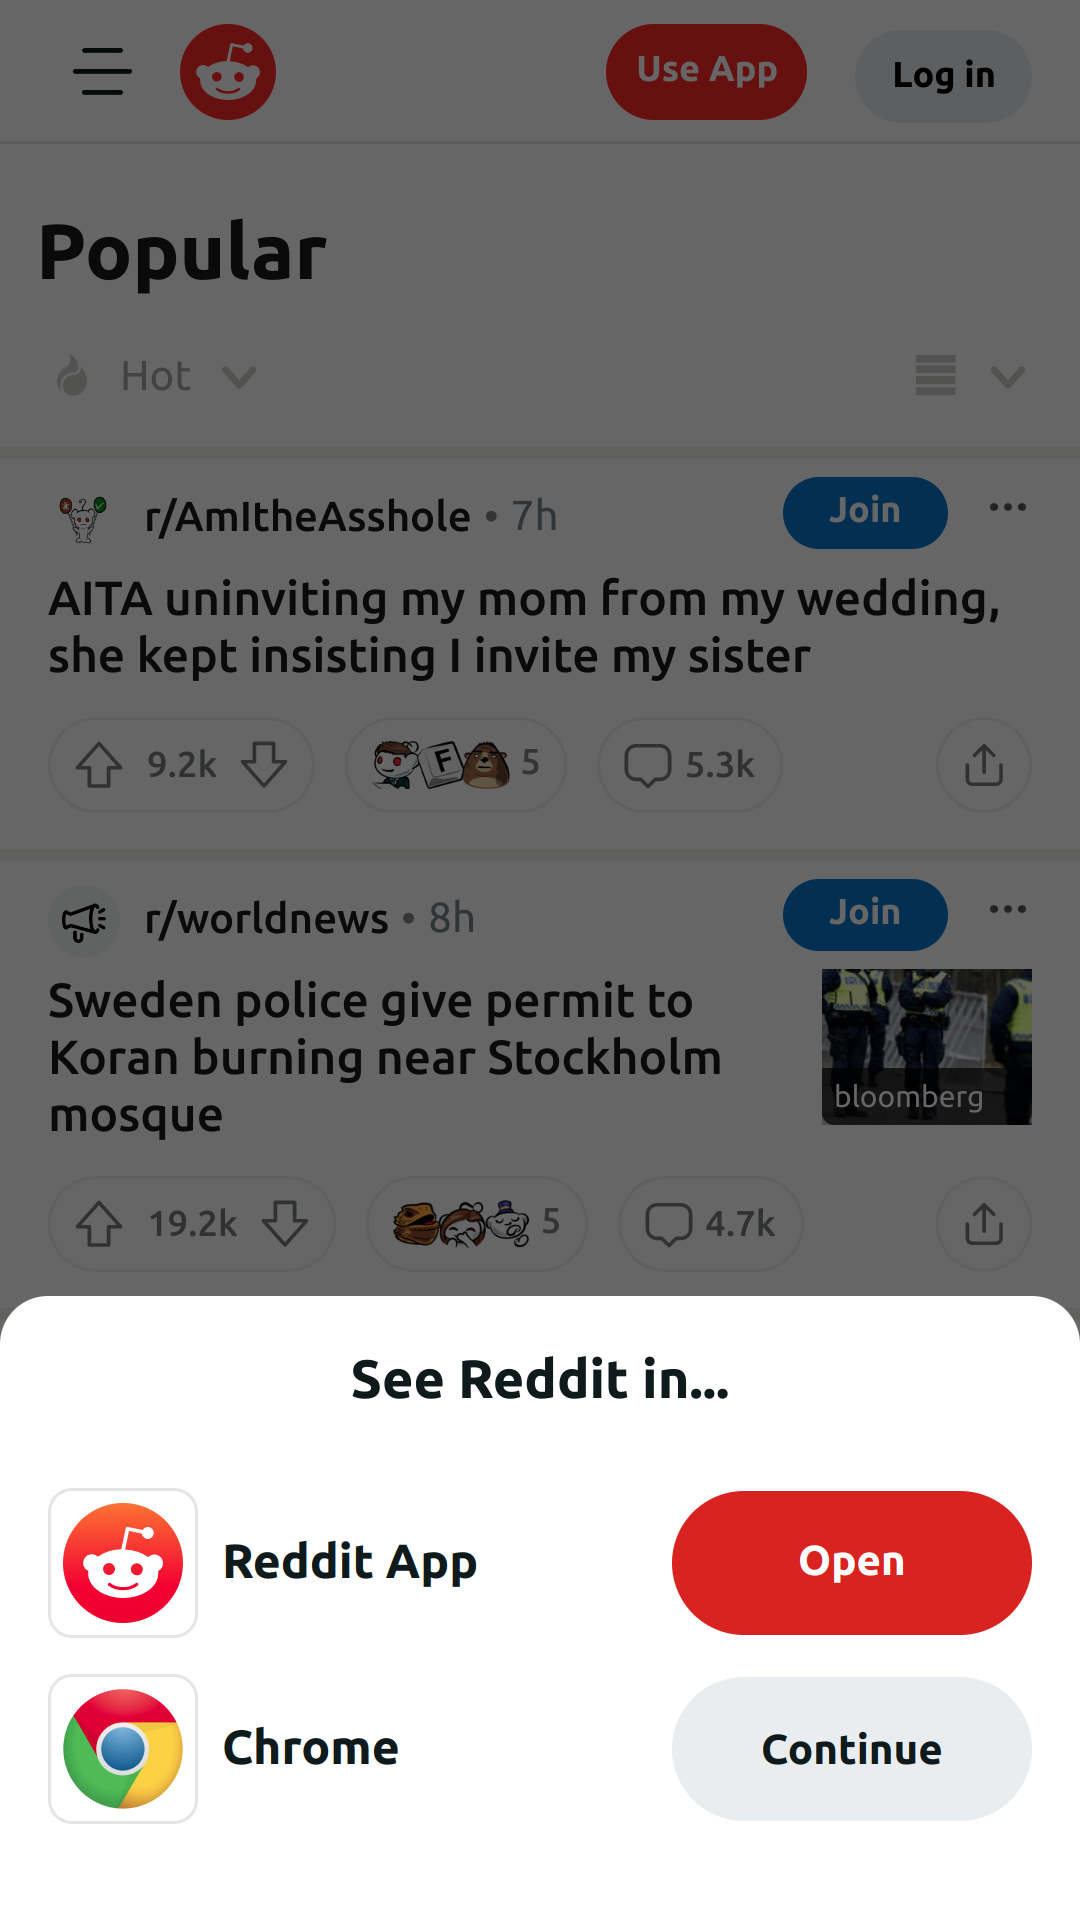 Use App
Log in
Popular
Hot
r/AmItheAsshole • 7h
Join
AITA uninviting my mom from my wedding,
she kept insisting I invite my sister
9.2k
F
5
5.3k
r/worldnews • 8h
Join
Sweden police give permit to
Koran burning near Stockholm
mosque
bloomberg
19.2k
5
4.7k
See Reddit in...
Reddit App
Open
Chrome
Continue